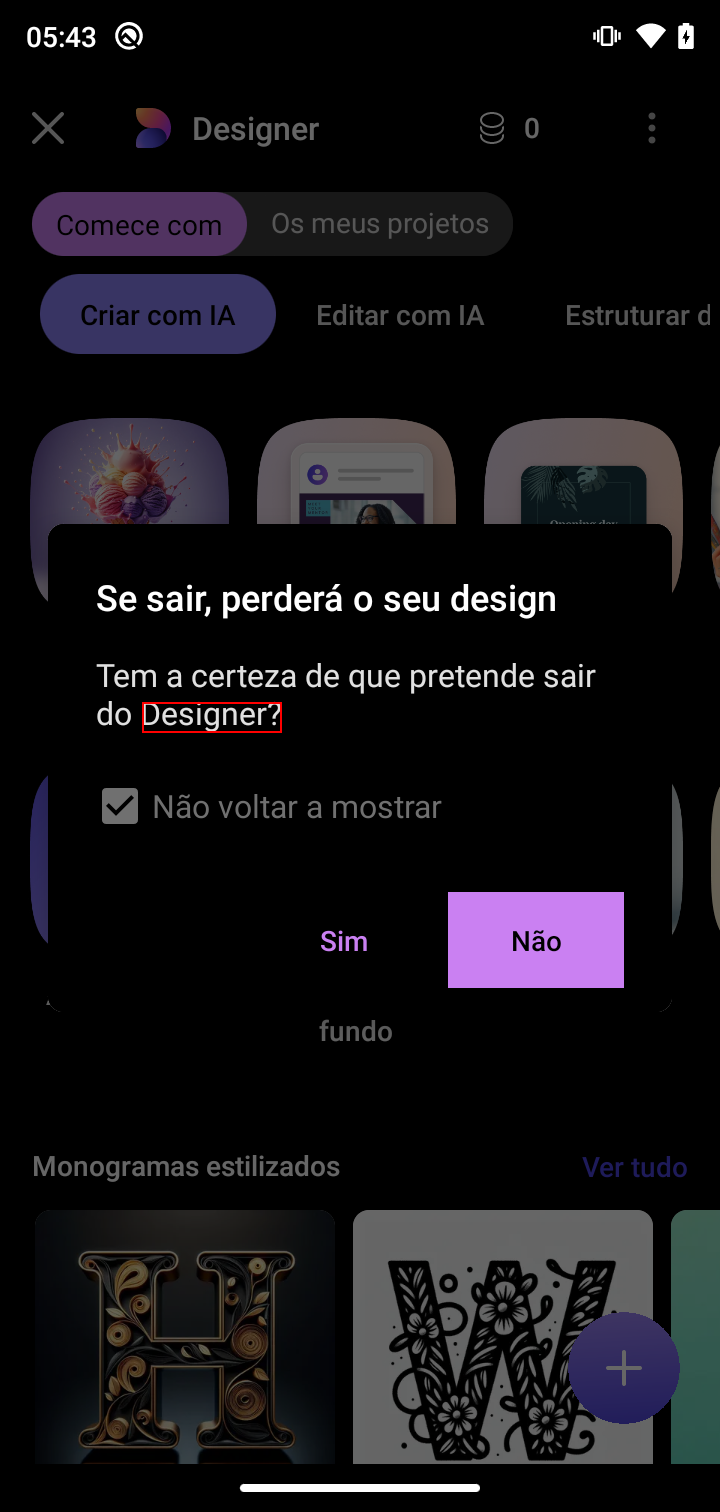 05:43
Designer
0
Comece com
Os meus projetos
Criar com IA
Editar com IA
Estruturar d
Opening day
Se sair, perderá o seu design
Tem a certeza de que pretende sair
do Designer?
Não voltar a mostrar
Sim
Não
fundo
Monogramas estilizados
Ver tudo
H
W